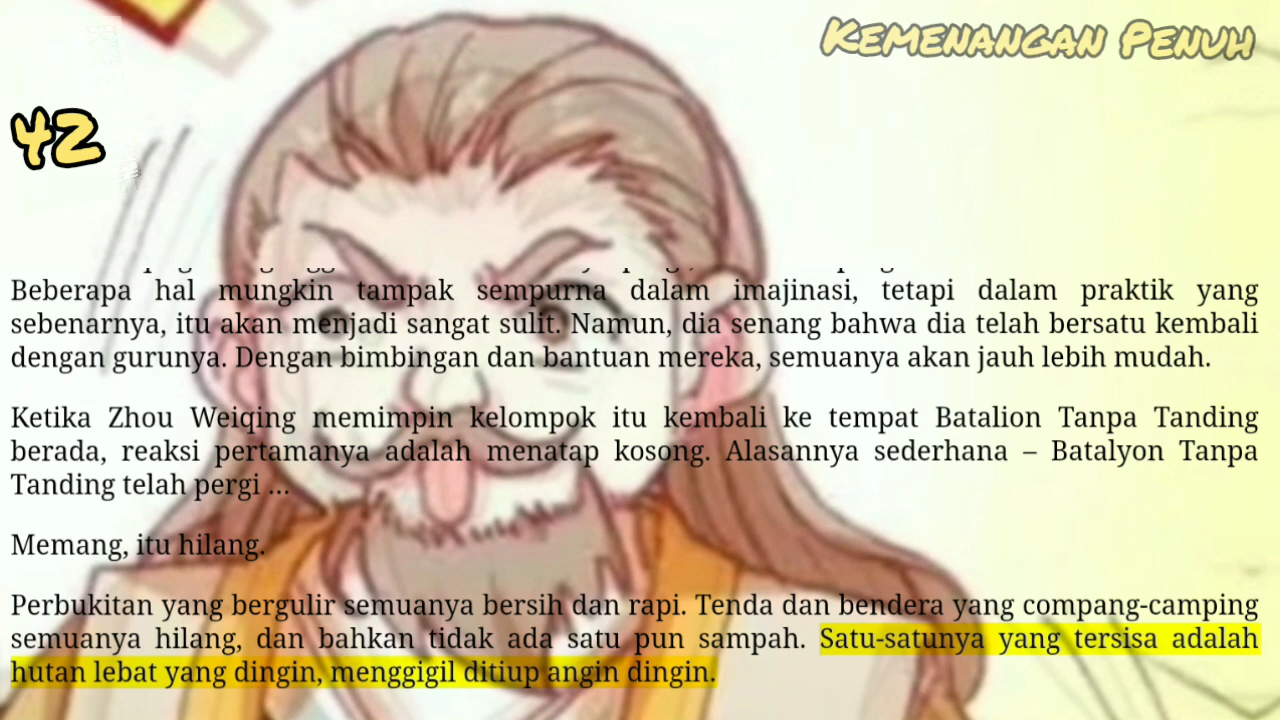 Kemenangan Penuh
42
Beberapa hal mungkin tampak sempurna dalam imajinasi, tetapi dalam praktik yang
sebenarnya, itu akan menjadi sangat sulit. Namun, dia senang bahwa dia telah bersatu kembali
dengan gurunya. Dengan bimbingan dan bantuan mereka, semuanya akan jauh lebih mudah.
Ketika Zhou Weiqing memimpin kelompok itu kembali ke tempat Batalion Tanpa Tanding
berada, reaksi pertamanya adalah menatap kosong. Alasannya sederhana – Batalyon Tanpa
Tanding telah pergi ...
Memang, itu hilang.
Perbukitan yang bergulir semuanya bersih dan rapi. Tenda dan bendera yang compang-camping
semuanya hilang, dan bahkan tidak ada satu pun sampah. Satu-satunya yang tersisa adalah
hutan lebat yang dingin, menggigil ditiup angin dingin.